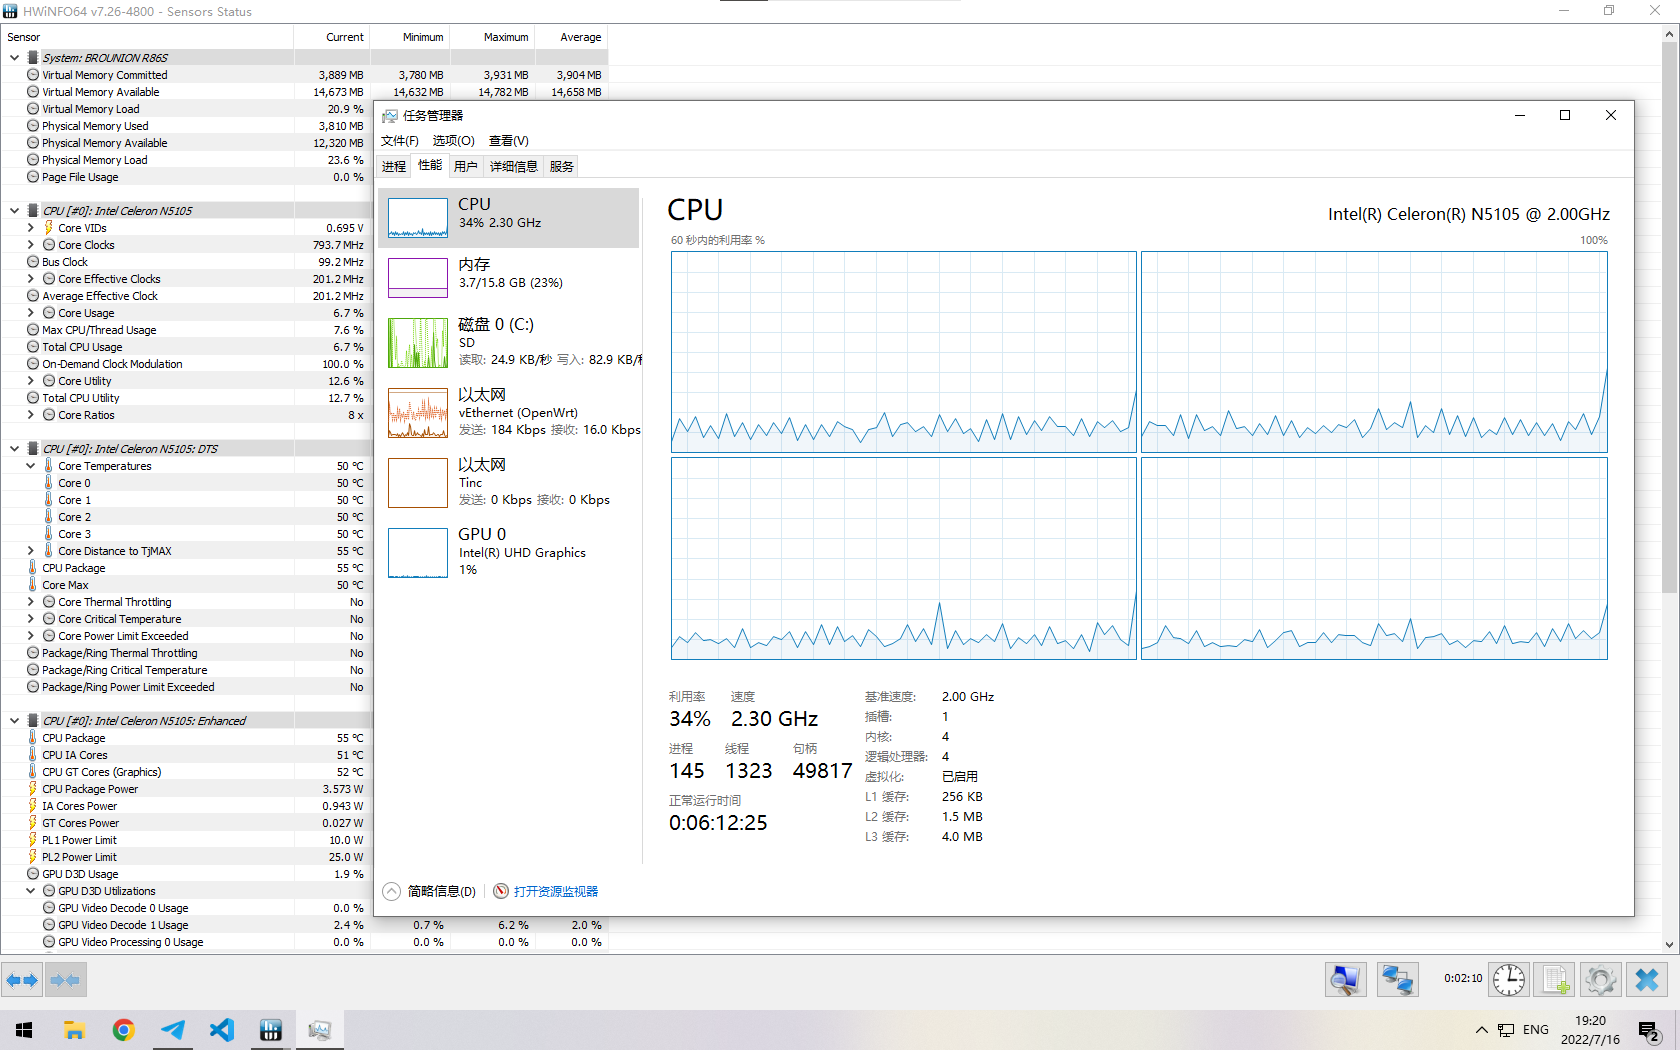 HWiNFO64 v7.26-4800 - Sensors Status
Sensor Current Minimum Maximum Average
System: BROUNION R86S
Virtual Memory Committed 3,889 MB 3,780 MB 3,931 MB 3,904 MB
Virtual Memory Available 14,673 MB 14,632 MB 14,782 MB 14,658 MB
Virtual Memory Load 20.9 %
Physical Memory Used 3,810 MB
Physical Memory Available 12,320 MB
Physical Memory Load 23.6 %
Page File Usage 0.0 %
CPU [#0]: Intel Celeron N5105
Core VIDs 0.695 V
Core Clocks 793.7 MHz
Bus Clock 99.2 MHz
Core Effective Clocks 201.2 MHz
Average Effective Clock 201.2 MHz
Core Usage 6.7 %
Max CPU/Thread Usage 7.6 %
Total CPU Usage 6.7 %
On-Demand Clock Modulation 100.0 %
Core Utility 12.6 %
Total CPU Utility 12.7 %
Core Ratios 8 x
CPU [#0]: Intel Celeron N5105: DTS
Core Temperatures 50 °C
Core 0 50 °C
Core 1 50 °C
Core 2 50 °C
Core 3 50 °C
Core Distance to TjMAX 55 °C
CPU Package 55 °C
Core Max 50 °C
Core Thermal Throttling No
Core Critical Temperature No
Core Power Limit Exceeded No
Package/Ring Thermal Throttling No
Package/Ring Critical Temperature No
Package/Ring Power Limit Exceeded No
CPU [#0]: Intel Celeron N5105: Enhanced
CPU Package 55 °C
CPU IA Cores 51 °C
CPU GT Cores (Graphics) 52 °C
CPU Package Power 3.573 W
IA Cores Power 0.943 W
GT Cores Power 0.027 W
PL1 Power Limit 10.0 W
PL2 Power Limit 25.0 W
GPU D3D Usage 1.9 %
GPU D3D Utilizations
GPU Video Decode 0 Usage 0.0 %
GPU Video Decode 1 Usage 2.4 % 0.7 % 6.2 % 2.0 %
GPU Video Processing 0 Usage 0.0 % 0.0 % 0.0 % 0.0 %
任务管理器
文件(F) 选项(O) 查看(V)
进程 性能 用户 详细信息 服务
CPU
34% 2.30 GHz
内存
3.7/15.8 GB (23%)
磁盘 0 (C:)
SD
读取: 24.9 KB/秒 写入: 82.9 KB/
以太网
vEthernet (OpenWrt)
发送: 184 Kbps 接收: 16.0 Kbps
以太网
Tinc
发送: 0 Kbps 接收: 0 Kbps
GPU 0
Intel(R) UHD Graphics
1%
CPU
Intel(R) Celeron(R) N5105 @ 2.00GHz
60 秒内的利用率 % 100%
利用率 速度
34% 2.30 GHz
进程 线程 句柄
145 1323 49817
正常运行时间
0:06:12:25
基准速度: 2.00 GHz
插槽: 1
内核: 4
逻辑处理器: 4
虚拟化: 已启用
L1 缓存: 256 KB
L2 缓存: 1.5 MB
L3 缓存: 4.0 MB
简略信息(D) 打开资源监视器
0:02:10
ENG
19:20
2022/7/16
2